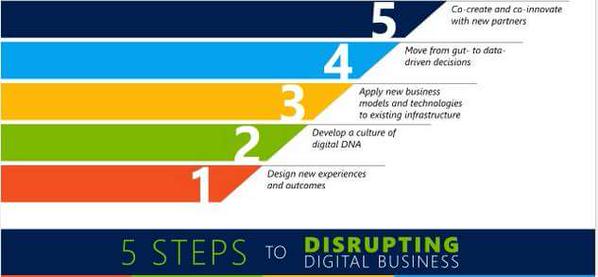 5
Co-create and co-innovate
with new partners
4
Move from gut- to data-
driven decisions
3
Apply new business
models and technologies
to existing infrastructure
2
Develop a culture of
digital DNA
1
Design new experiences
and outcomes
5 STEPS TO DISRUPTING
DIGITAL BUSINESS